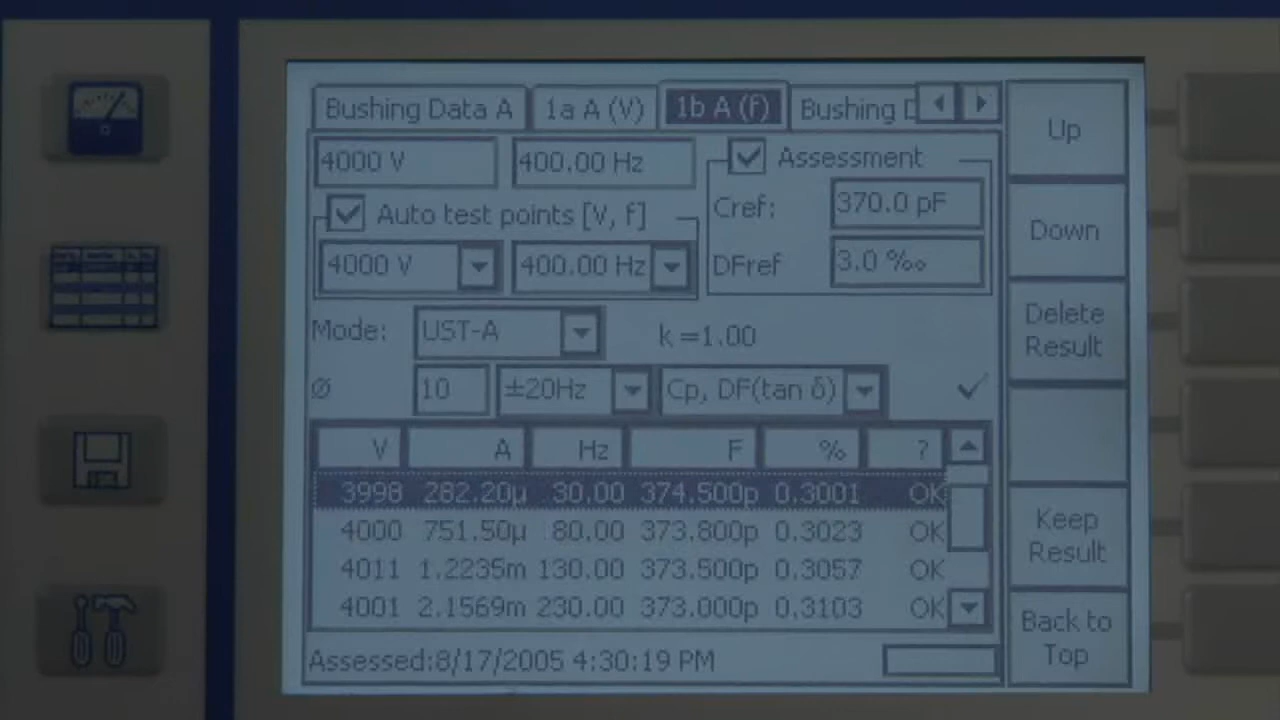 Bushing Data A 1a A (V) 1b A (f) Bushing D
4000 V 400.00 Hz Assessment
Auto test points [V, f] Cref: 370.0 pF
4000 V 400.00 Hz DFref 3.0 ‰
Mode: UST-A k =1.00
Ø 10 ±20Hz Cp, DF(tan δ)
V A Hz F % ?
3998 282.20µ 30.00 374.500p 0.3001 OK
4000 751.50µ 80.00 373.800p 0.3023 OK
4011 1.2235m 130.00 373.500p 0.3057 OK
4001 2.1569m 230.00 373.000p 0.3103 OK
Assessed:8/17/2005 4:30:19 PM
Up
Down
Delete
Result
Keep
Result
Back to
Top